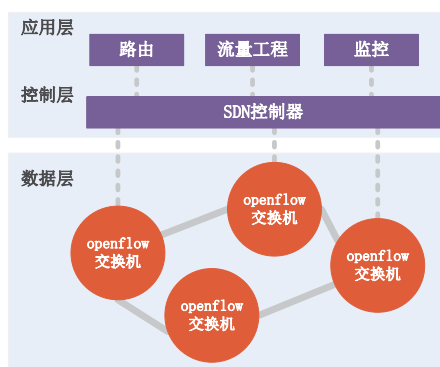 应用层
路由
流量工程
监控
控制层
SDN控制器
数据层
openflow
交换机
openflow
交换机
openflow
交换机
openflow
交换机